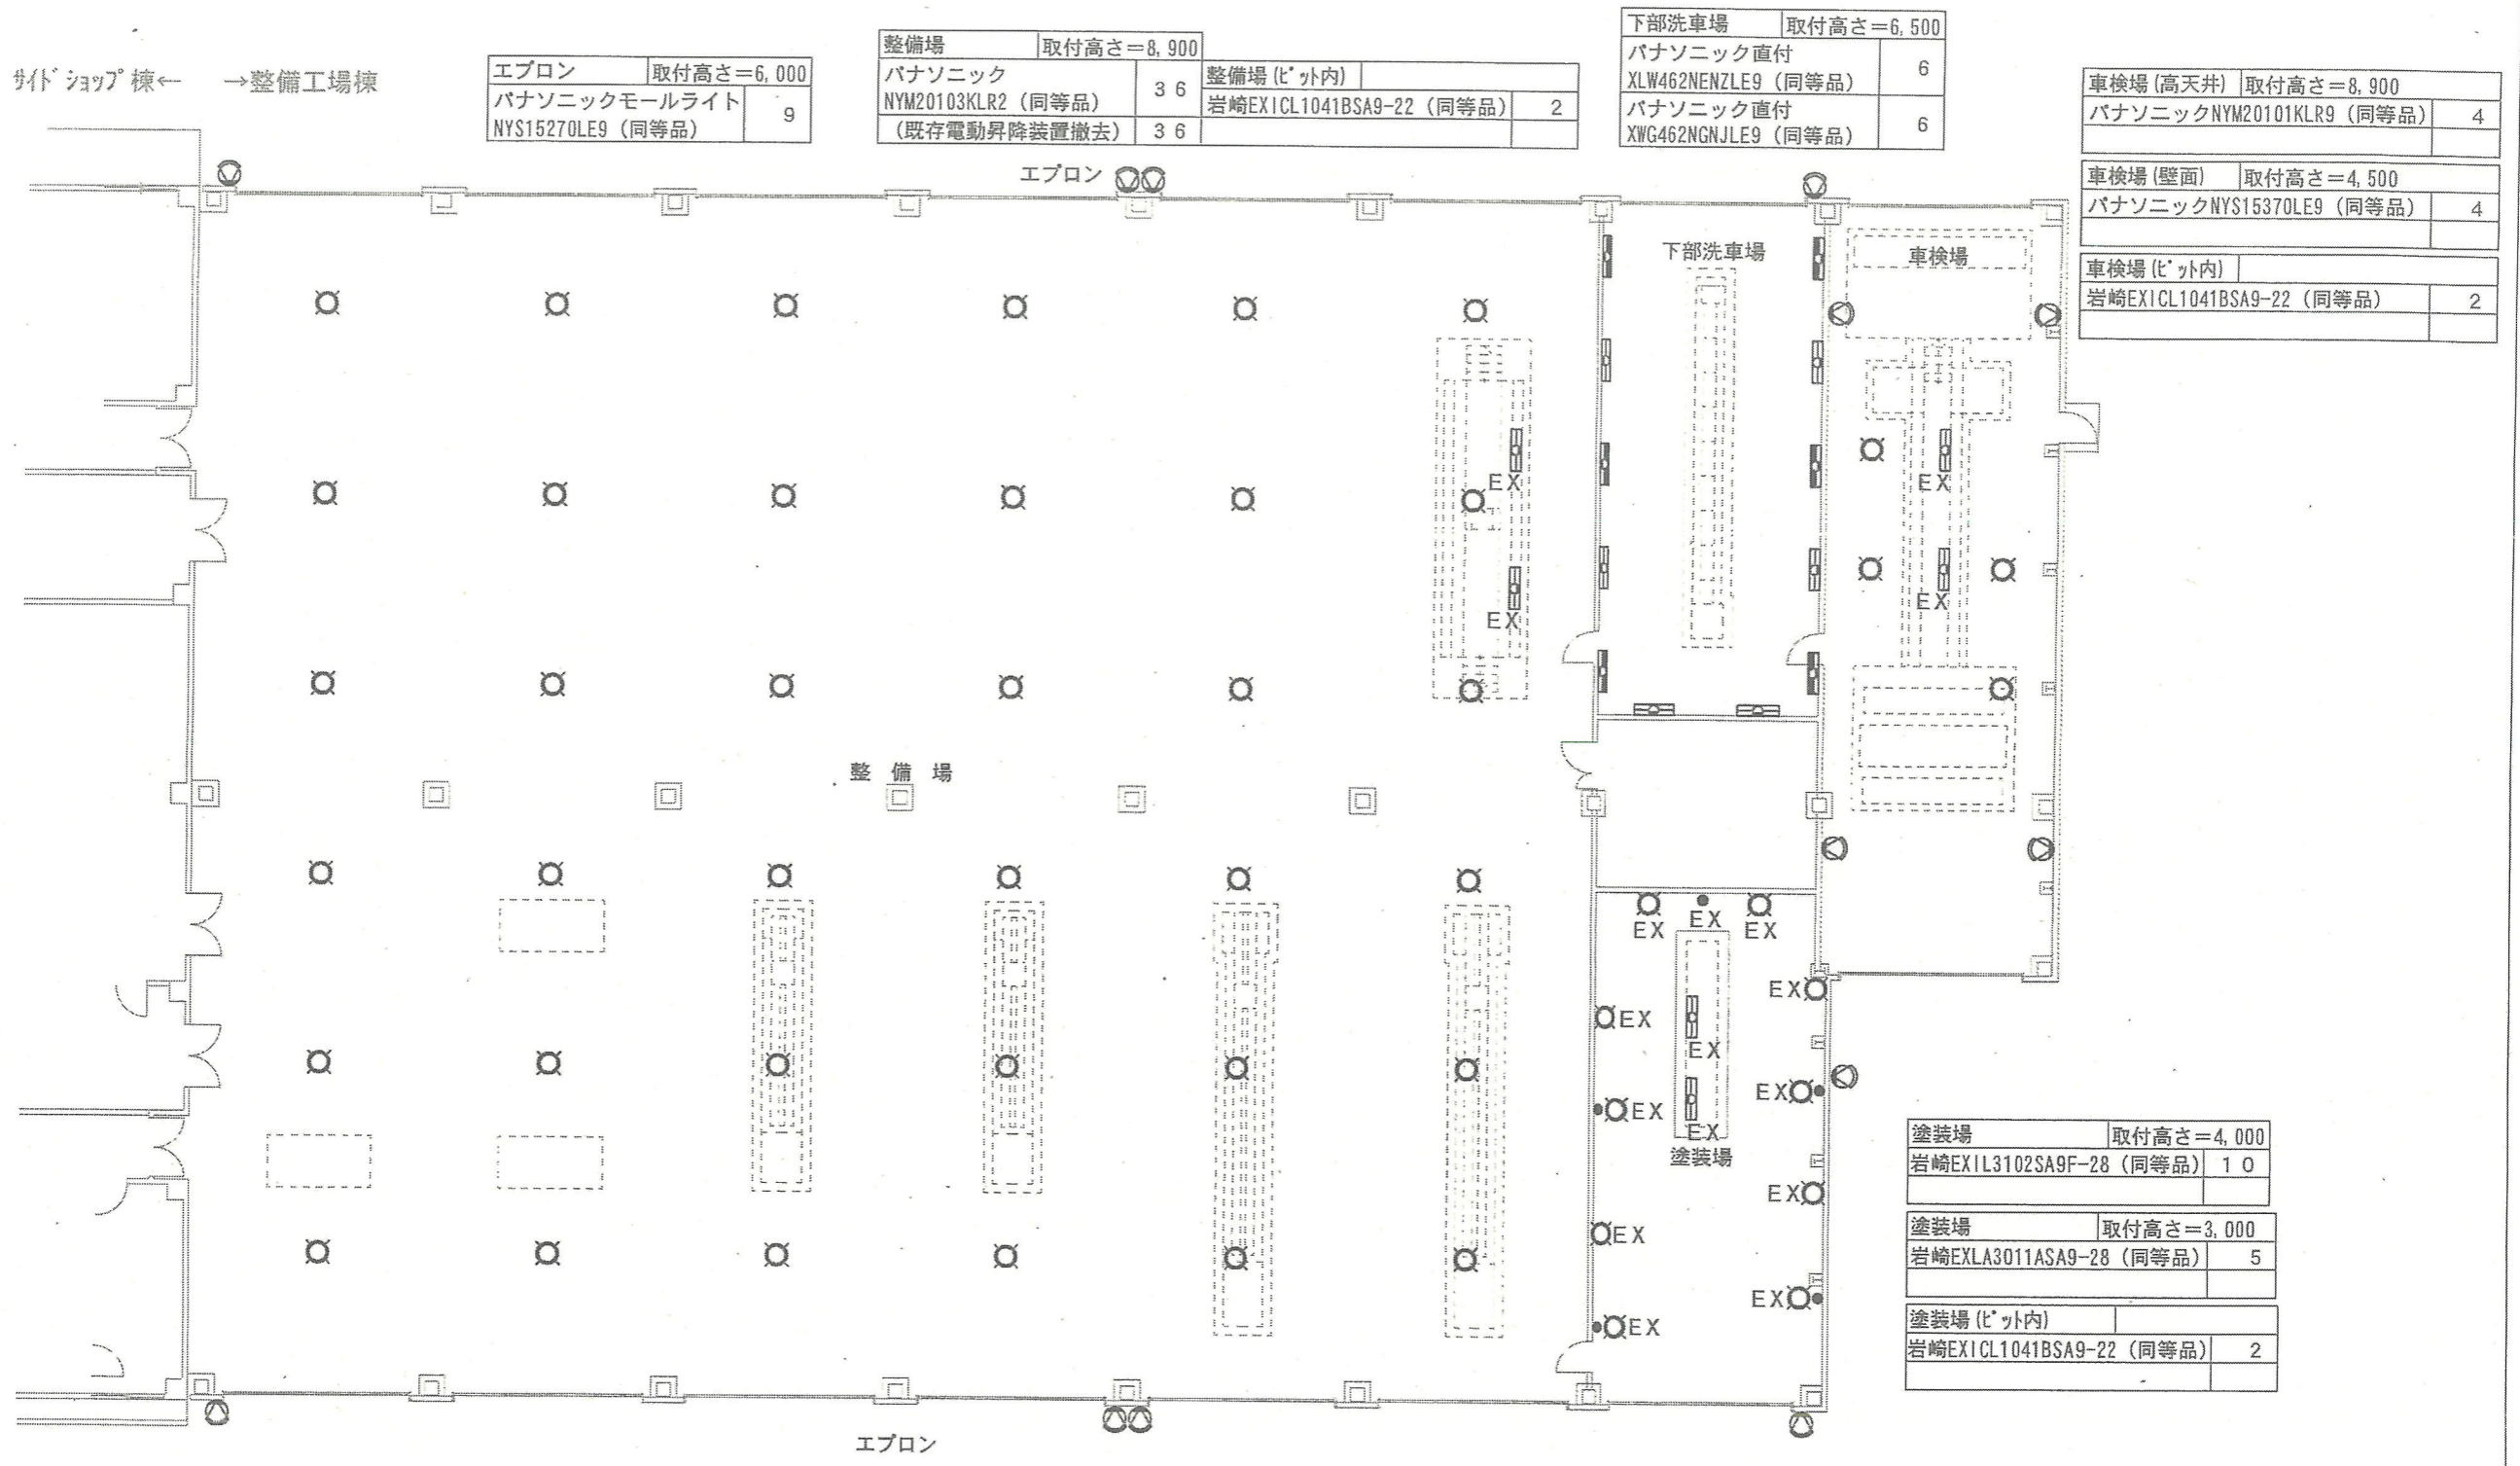 ｻｲﾄﾞｼｮｯﾌﾟ棟← →整備工場棟
エプロン 取付高さ＝6,000
パナソニックモールライト
NYS15270LE9（同等品） 9
整備場 取付高さ＝8,900
パナソニック
NYM20103KLR2（同等品） 36
（既存電動昇降装置撤去） 36
整備場(ﾋﾟｯﾄ内)
岩崎EXICL1041BSA9-22（同等品） 2
下部洗車場 取付高さ＝6,500
パナソニック直付
XLW462NENZLE9（同等品） 6
パナソニック直付
XWG462NGNJLE9（同等品） 6
車検場(高天井) 取付高さ＝8,900
パナソニックNYM20101KLR9（同等品） 4
車検場(壁面) 取付高さ＝4,500
パナソニックNYS15370LE9（同等品） 4
車検場(ﾋﾟｯﾄ内)
岩崎EXICL1041BSA9-22（同等品） 2
エプロン
下部洗車場
車検場
EX
EX
EX
EX
整備場
EX
EX
EX
EX
EX
EX
EX
EX
EX
EX
塗装場
EX
EX
EX
EX
塗装場 取付高さ＝4,000
岩崎EXIL3102SA9F-28（同等品） 10
塗装場 取付高さ＝3,000
岩崎EXLA3011ASA9-28（同等品） 5
塗装場(ﾋﾟｯﾄ内)
岩崎EXICL1041BSA9-22（同等品） 2
エプロン